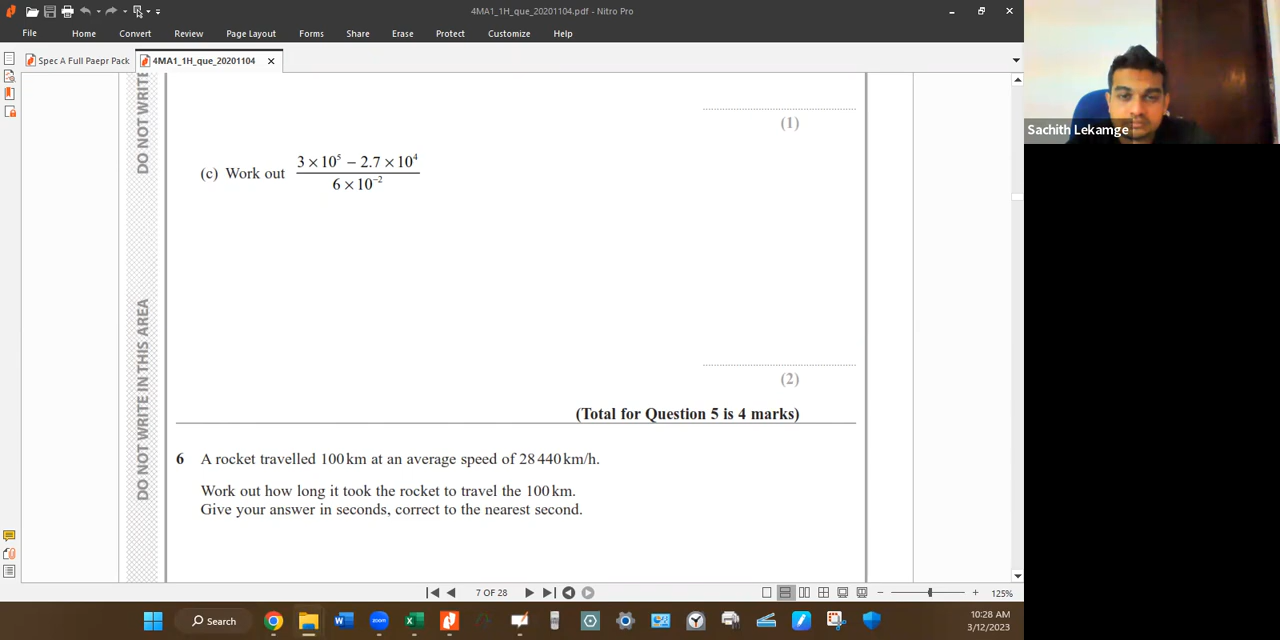 4MA1_1H_que_20201104.pdf - Nitro Pro
File Home Convert Review Page Layout Forms Share Erase Protect Customize Help
Spec A Full Paepr Pack 4MA1_1H_que_20201104
DO NOT WRITE
(1)
Sachith Lekamge
(c) Work out 3 × 10⁵ − 2.7 × 10⁴
6 × 10⁻²
DO NOT WRITE IN THIS AREA
(2)
(Total for Question 5 is 4 marks)
6 A rocket travelled 100 km at an average speed of 28 440 km/h.
Work out how long it took the rocket to travel the 100 km.
Give your answer in seconds, correct to the nearest second.
7 OF 28
125%
Search
10:28 AM
3/12/2023